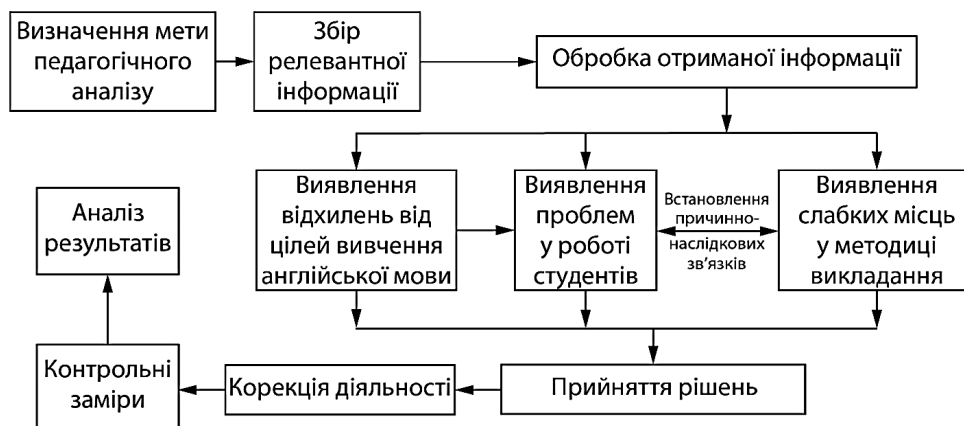 Визначення мети
педагогічного
аналізу
Збір
релевантної
інформації
Обробка отриманої інформації
Виявлення
відхилень від
цілей вивчення
англійської мови
Виявлення
проблем
у роботі
студентів
Встановлення
причинно-
наслідкових
зв'язків
Виявлення
слабких місць
у методиці
викладання
Аналіз
результатів
Контрольні
заміри
Корекція діяльності
Прийняття рішень